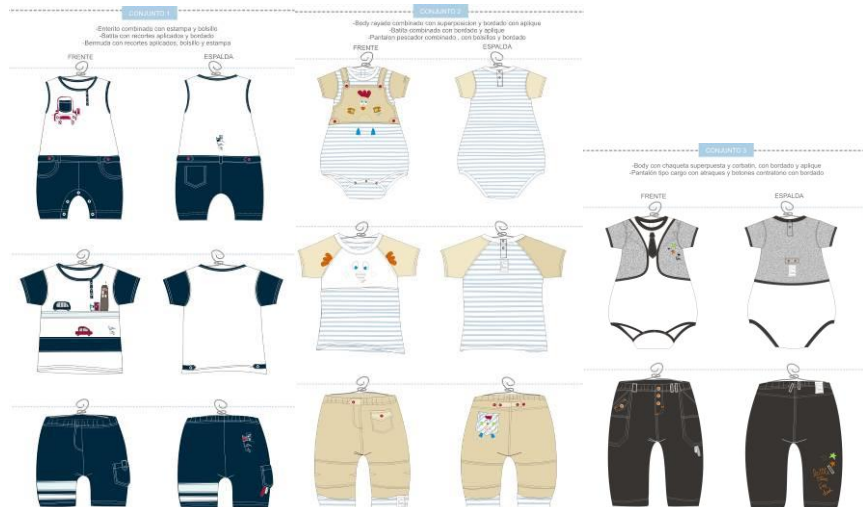 CONJUNTO 1
-Enterito combinado con estampa y bolsillo
-Batita con recortes aplicados y bordado
-Bermuda con recortes aplicados, bolsillo y estampa
FRENTE
ESPALDA
CONJUNTO 2
-Body rayado combinado con superposicion y bordado con aplique
-Batita combinada con bordado y aplique
-Pantalon pescador combinado , con bolsillos y bordado
FRENTE
ESPALDA
CONJUNTO 3
-Body con chaqueta superpuesta y corbatin, con bordado y aplique
-Pantalón tipo cargo con atraques y botones contratono con bordado
FRENTE
ESPALDA